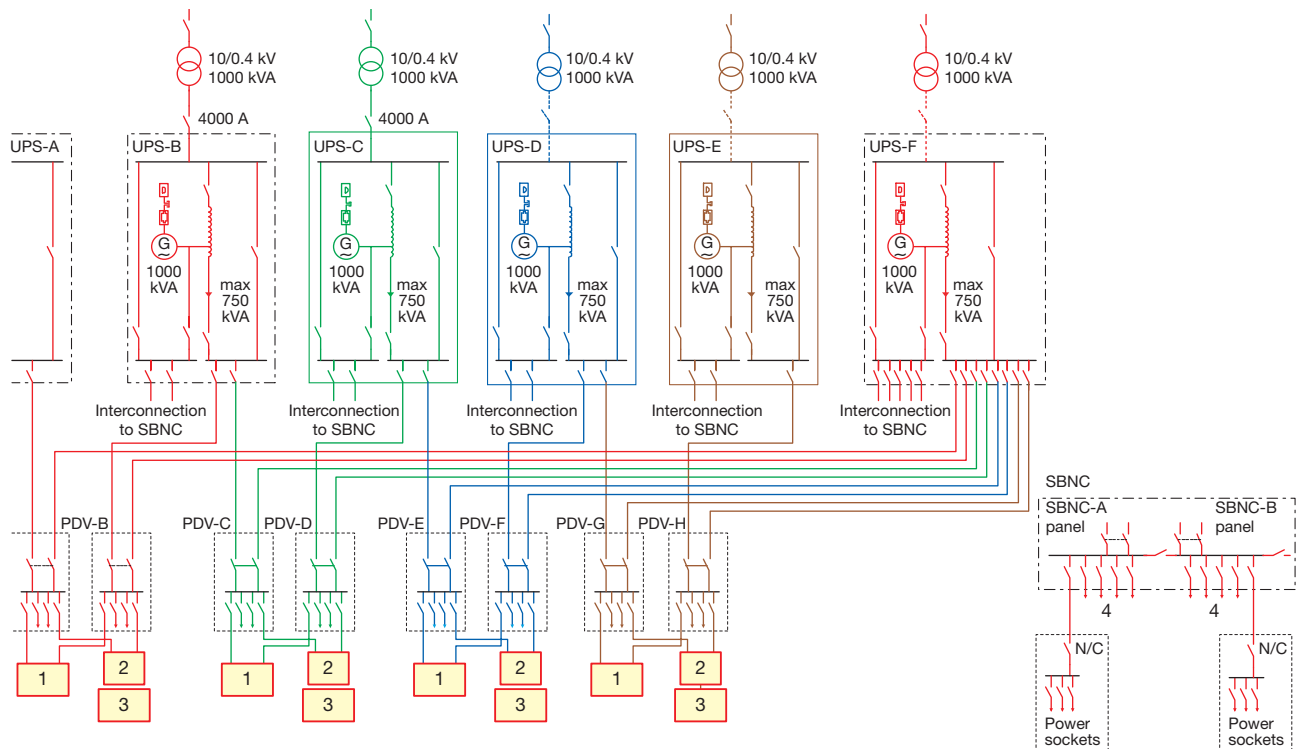 10/0.4 kV
1000 kVA
10/0.4 kV
1000 kVA
10/0.4 kV
1000 kVA
10/0.4 kV
1000 kVA
10/0.4 kV
1000 kVA
4000 A
4000 A
UPS-A
UPS-B
UPS-C
UPS-D
UPS-E
UPS-F
D
G
~
1000
kVA
max
750
kVA
D
G
~
1000
kVA
max
750
kVA
D
G
~
1000
kVA
max
750
kVA
D
G
~
1000
kVA
max
750
kVA
D
G
~
1000
kVA
max
750
kVA
Interconnection
to SBNC
Interconnection
to SBNC
Interconnection
to SBNC
Interconnection
to SBNC
Interconnection
to SBNC
PDV-B
PDV-C
PDV-D
PDV-E
PDV-F
PDV-G
PDV-H
1
2
3
1
2
3
1
2
3
1
2
3
SBNC
SBNC-A
panel
SBNC-B
panel
4
4
N/C
N/C
Power
sockets
Power
sockets